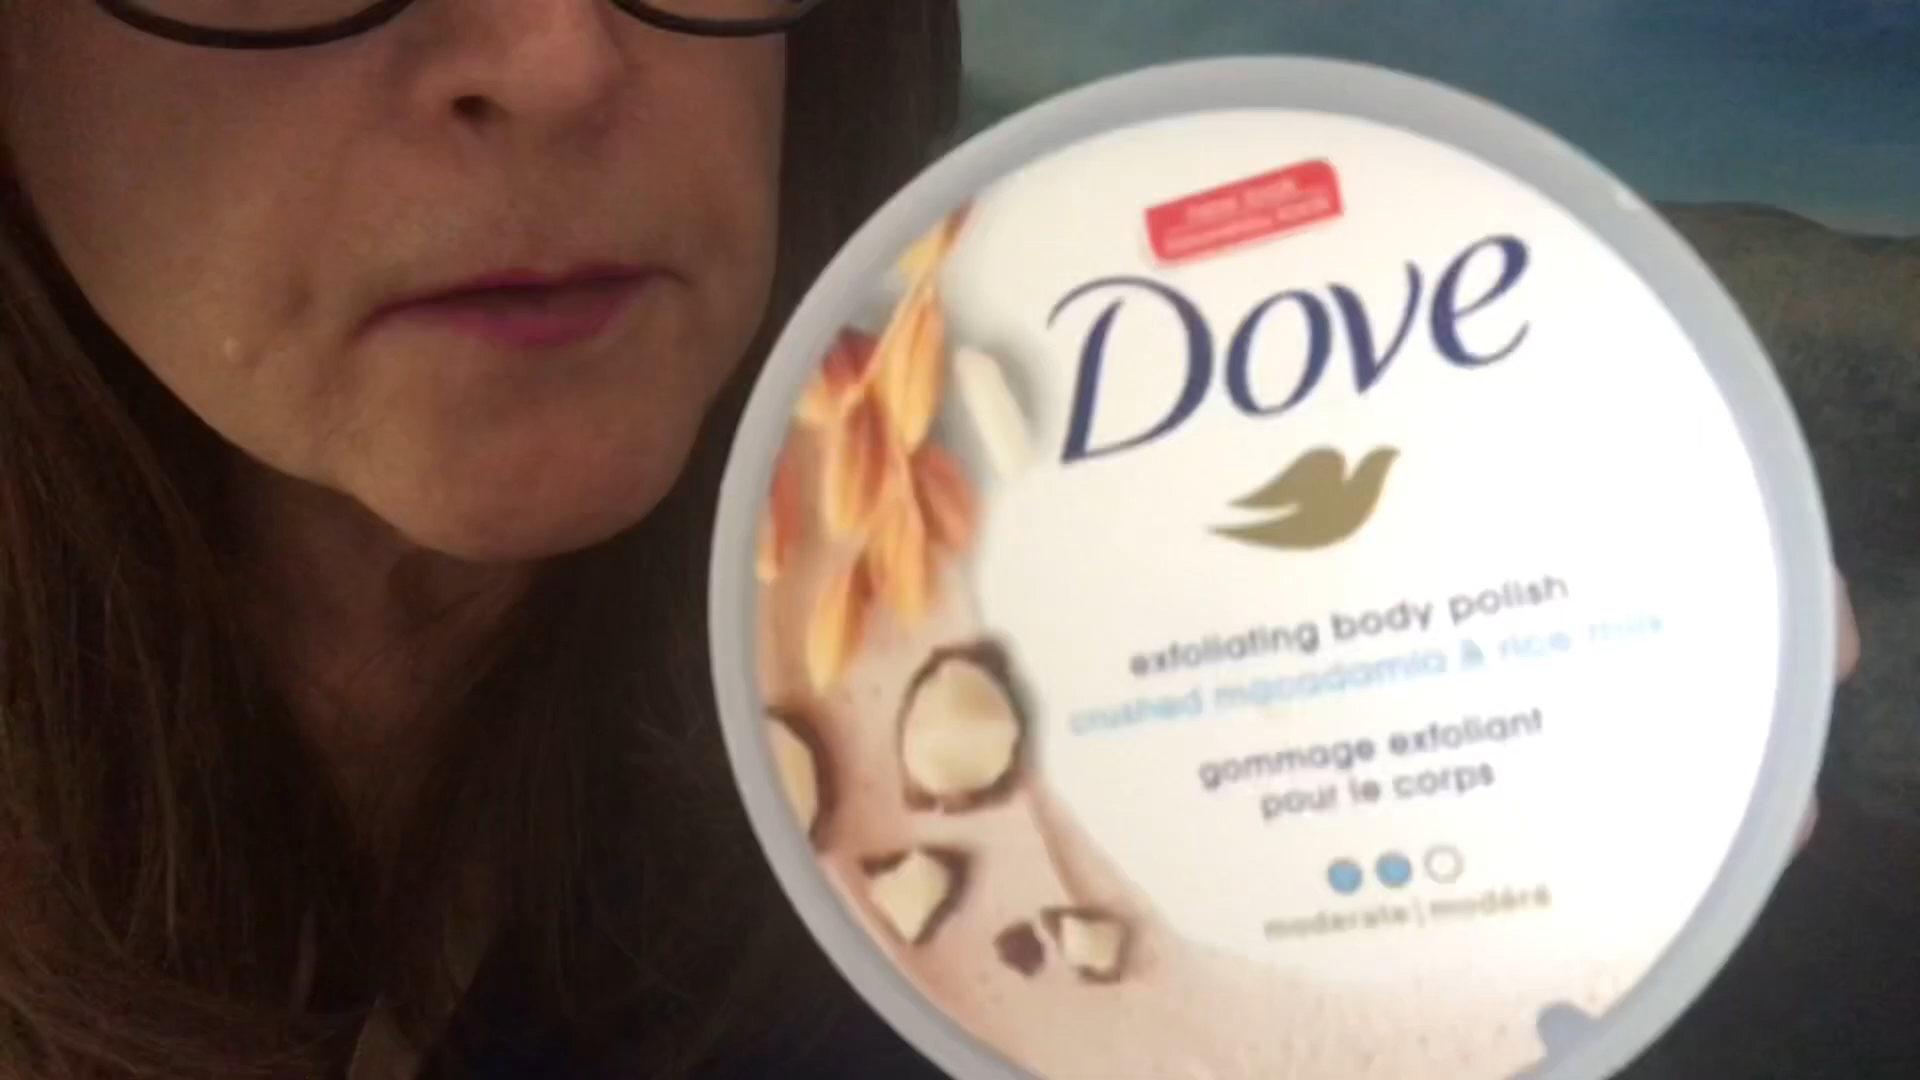 Dove
exfoliating body polish
crushed macadamia & rice milk
gommage exfoliant
pour le corps
moderate | modéré